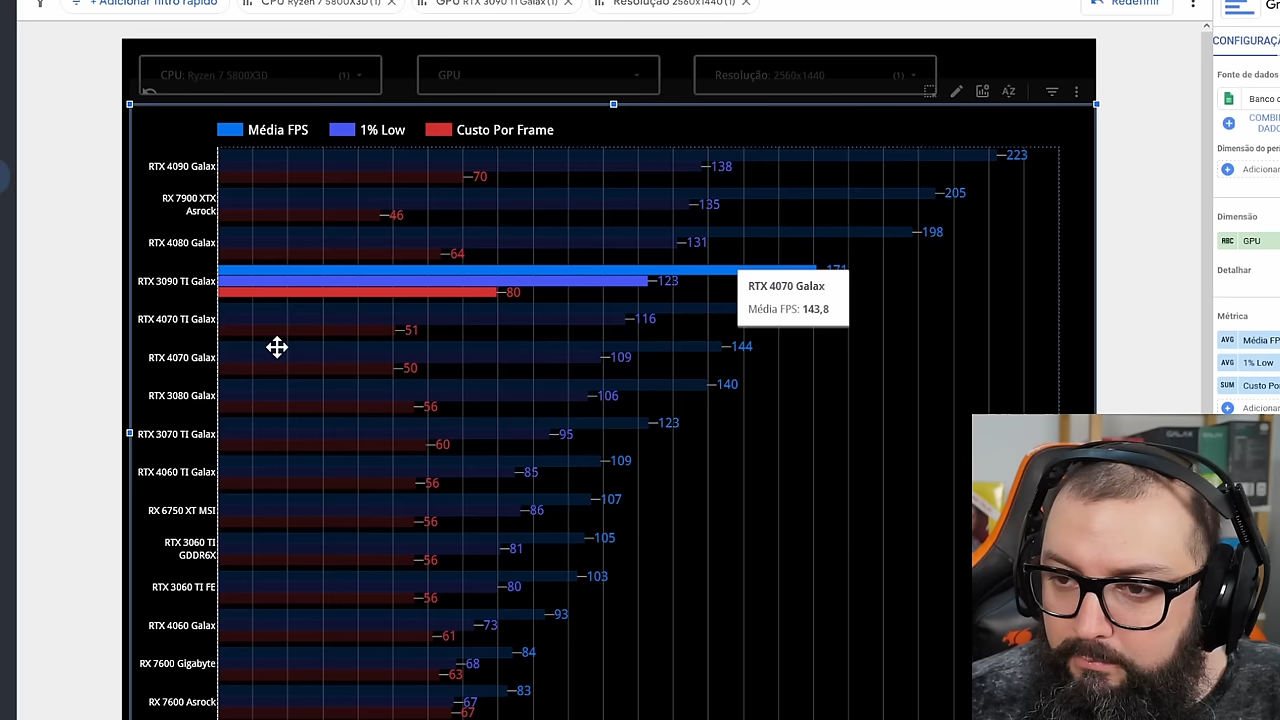 + Adicionar filtro rápido
CPU Ryzen 7 5800X3D (1)
GPU RTX 3090 TI Galax (1)
Resolução 2560x1440 (1)
Redefinir
CPU: Ryzen 7 5800X3D (1)
GPU
Resolução: 2560x1440 (1)
Média FPS
1% Low
Custo Por Frame
RTX 4090 Galax
223
138
70
RX 7900 XTX
Asrock
205
135
46
RTX 4080 Galax
198
131
64
RTX 3090 TI Galax
171
123
80
RTX 4070 Galax
Média FPS: 143,8
RTX 4070 TI Galax
116
51
RTX 4070 Galax
144
109
50
RTX 3080 Galax
140
106
56
RTX 3070 TI Galax
123
95
60
RTX 4060 TI Galax
109
85
56
RX 6750 XT MSI
107
86
56
RTX 3060 TI
GDDR6X
105
81
56
RTX 3060 TI FE
103
80
56
RTX 4060 Galax
93
73
61
RX 7600 Gigabyte
84
68
63
RX 7600 Asrock
83
67
67
CONFIGURAÇÃ
Fonte de dados
Banco d
COMBI
DADO
Dimensão do perí
Adicionar
Dimensão
ABC GPU
Detalhar
Métrica
AVG Média FP
AVG 1% Low
SUM Custo Po
Adicionar